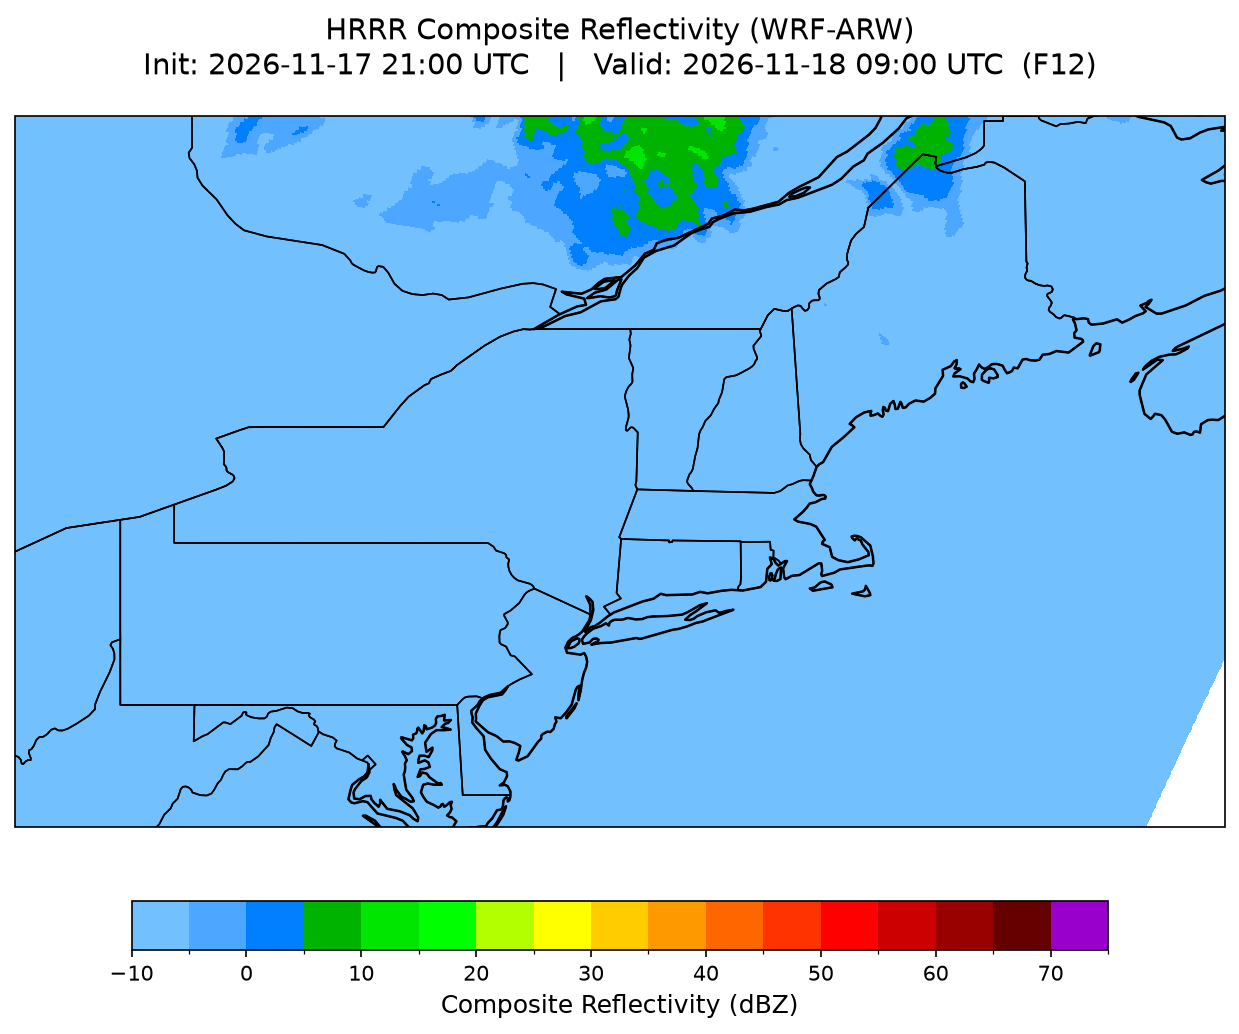 HRRR Composite Reflectivity (WRF-ARW)
Init: 2026-11-17 21:00 UTC   |   Valid: 2026-11-18 09:00 UTC  (F12)
−10 0 10 20 30 40 50 60 70
Composite Reflectivity (dBZ)